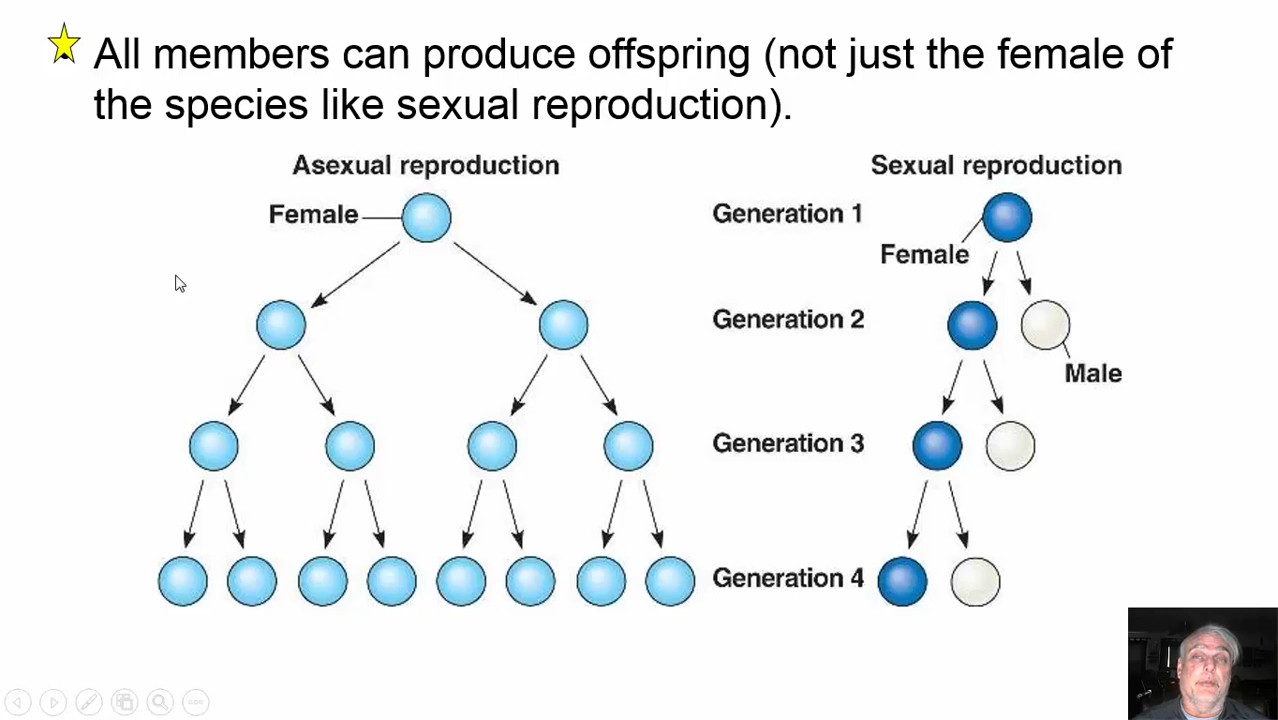 All members can produce offspring (not just the female of
the species like sexual reproduction).
Asexual reproduction
Sexual reproduction
Female
Generation 1
Female
Generation 2
Male
Generation 3
Generation 4